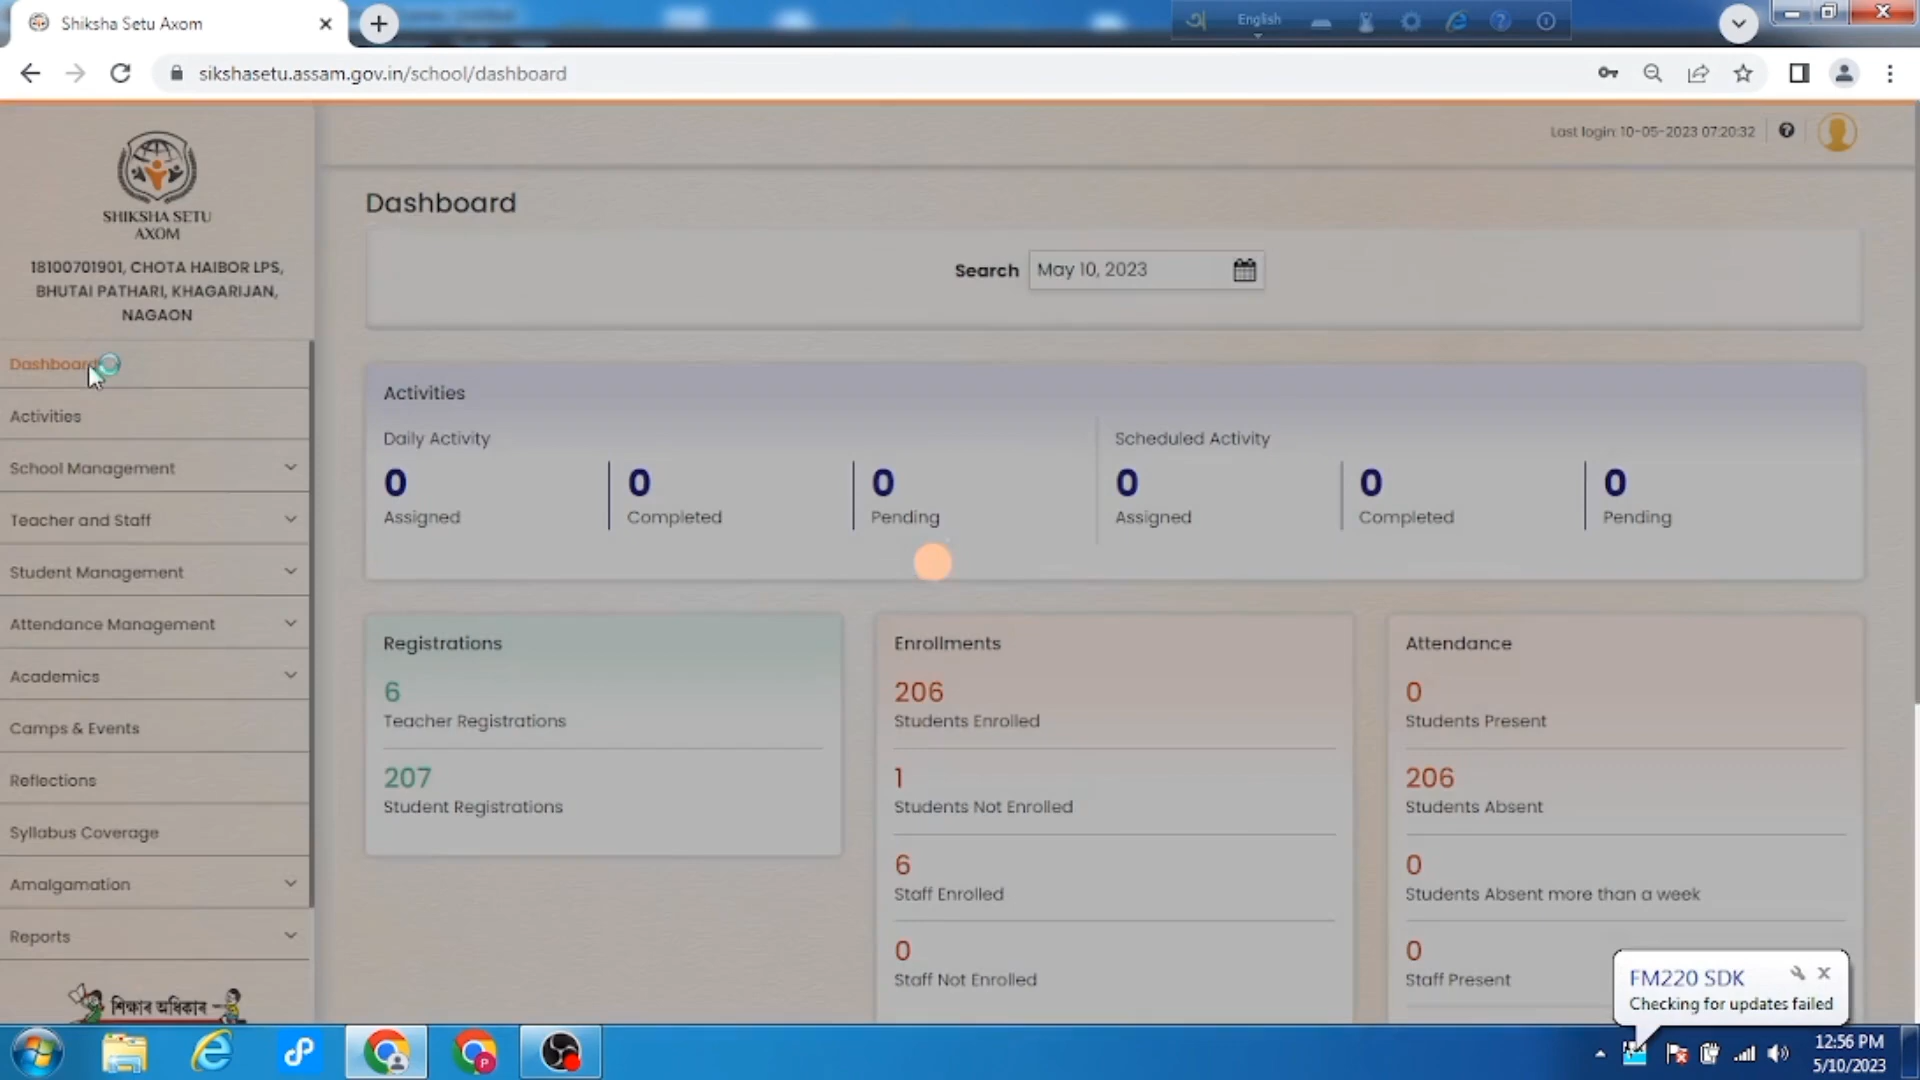 Shiksha Setu Axom
English
sikshasetu.assam.gov.in/school/dashboard
Last login: 10-05-2023 07:20:32
SHIKSHA SETU
AXOM
18100701901, CHOTA HAIBOR LPS,
BHUTAI PATHARI, KHAGARIJAN,
NAGAON
Dashboard
Activities
School Management
Teacher and Staff
Student Management
Attendance Management
Academics
Camps & Events
Reflections
Syllabus Coverage
Amalgamation
Reports
শিক্ষাৰ অধিকাৰ
Dashboard
Search May 10, 2023
Activities
Daily Activity
0 0 0
Assigned Completed Pending
Scheduled Activity
0 0 0
Assigned Completed Pending
Registrations
6
Teacher Registrations
207
Student Registrations
Enrollments
206
Students Enrolled
1
Students Not Enrolled
6
Staff Enrolled
0
Staff Not Enrolled
Attendance
0
Students Present
206
Students Absent
0
Students Absent more than a week
0
Staff Present
FM220 SDK
Checking for updates failed
12:56 PM
5/10/2023